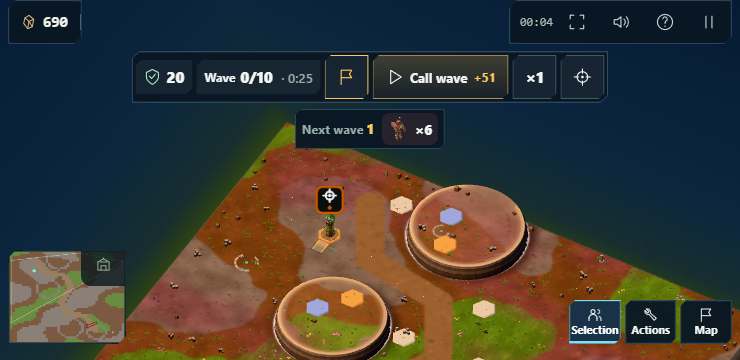 690
00:04
20
Wave 0/10 · 0:25
Call wave +51
×1
Next wave 1
×6
Selection
Actions
Map